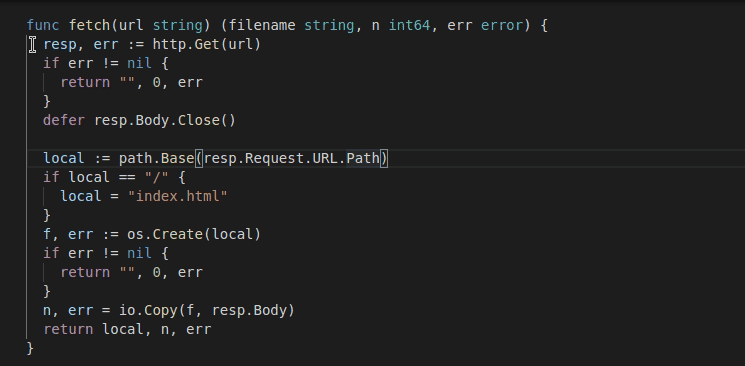 func fetch(url string) (filename string, n int64, err error) {
  resp, err := http.Get(url)
  if err != nil {
    return "", 0, err
  }
  defer resp.Body.Close()

  local := path.Base(resp.Request.URL.Path)
  if local == "/" {
    local = "index.html"
  }
  f, err := os.Create(local)
  if err != nil {
    return "", 0, err
  }
  n, err = io.Copy(f, resp.Body)
  return local, n, err
}